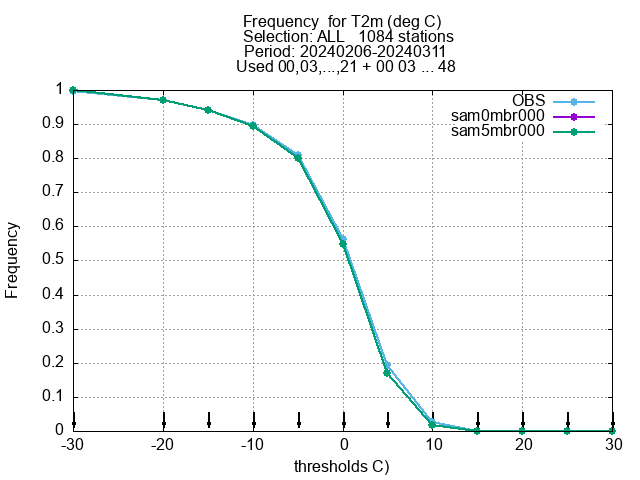 Frequency  for T2m (deg C)
Selection: ALL   1084 stations
Period: 20240206-20240311
Used 00,03,...,21 + 00 03 ... 48
OBS
sam0mbr000
sam5mbr000
1
0.9
0.8
0.7
0.6
0.5
0.4
0.3
0.2
0.1
0
Frequency
-30
-20
-10
0
10
20
30
thresholds C)